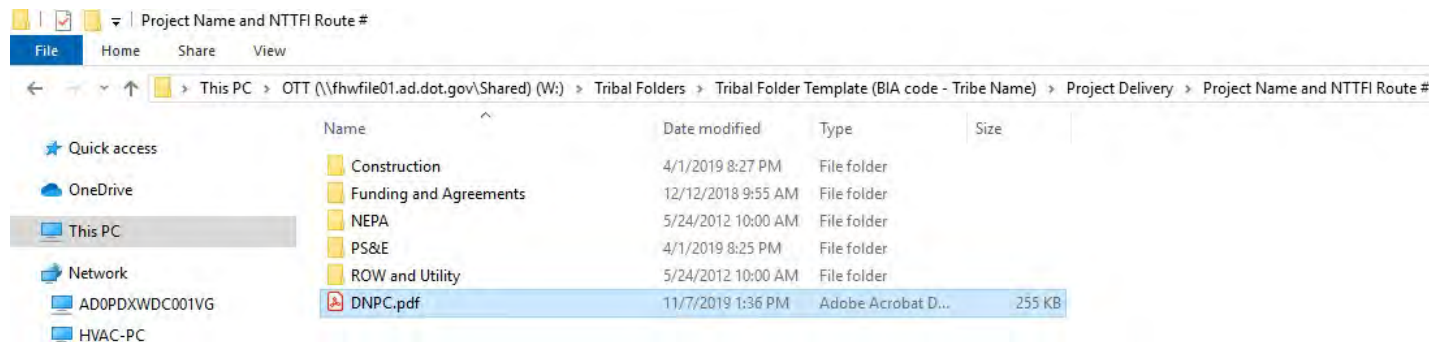 Project Name and NTTFI Route #
File Home Share View
This PC > OTT (\\fhwfile01.ad.dot.gov\Shared) (W:) > Tribal Folders > Tribal Folder Template (BIA code - Tribe Name) > Project Delivery > Project Name and NTTFI Route #
Name Date modified Type Size
Quick access
Construction 4/1/2019 8:27 PM File folder
OneDrive
Funding and Agreements 12/12/2018 9:55 AM File folder
NEPA 5/24/2012 10:00 AM File folder
This PC
PS&E 4/1/2019 8:25 PM File folder
Network
ROW and Utility 5/24/2012 10:00 AM File folder
AD0PDXWDC001VG
DNPC.pdf 11/7/2019 1:36 PM Adobe Acrobat D... 255 KB
HVAC-PC